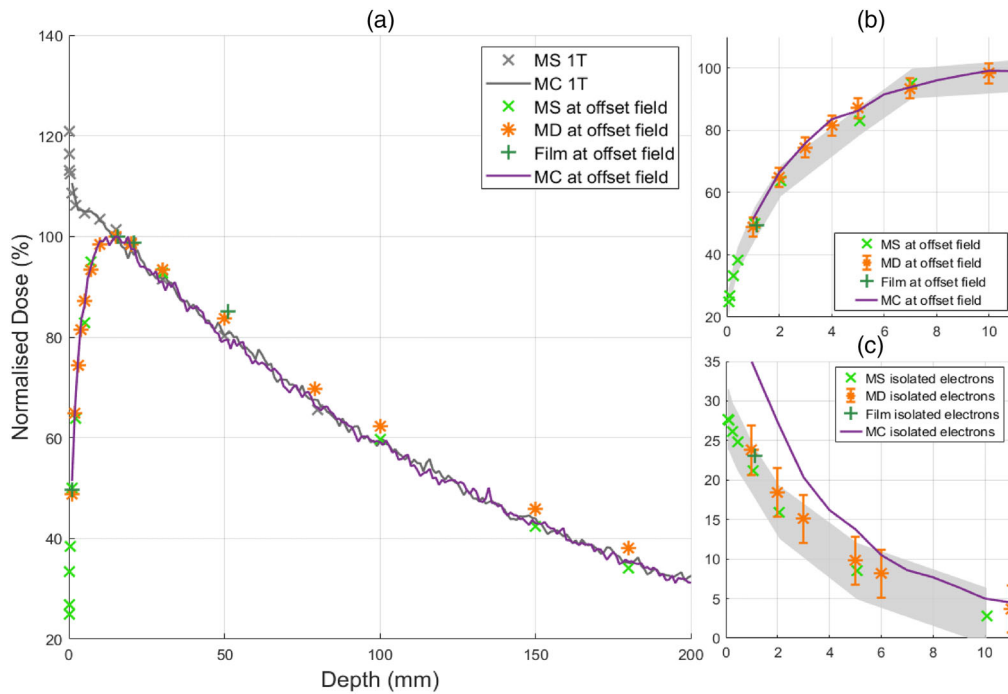 (a)
140
120
100
80
60
40
20
Normalised Dose (%)
0
50
100
150
200
Depth (mm)
MS 1T
MC 1T
MS at offset field
MD at offset field
Film at offset field
MC at offset field
(b)
100
80
60
40
20
0
2
4
6
8
10
MS at offset field
MD at offset field
Film at offset field
MC at offset field
(c)
35
30
25
20
15
10
5
0
0
2
4
6
8
10
MS isolated electrons
MD isolated electrons
Film isolated electrons
MC isolated electrons